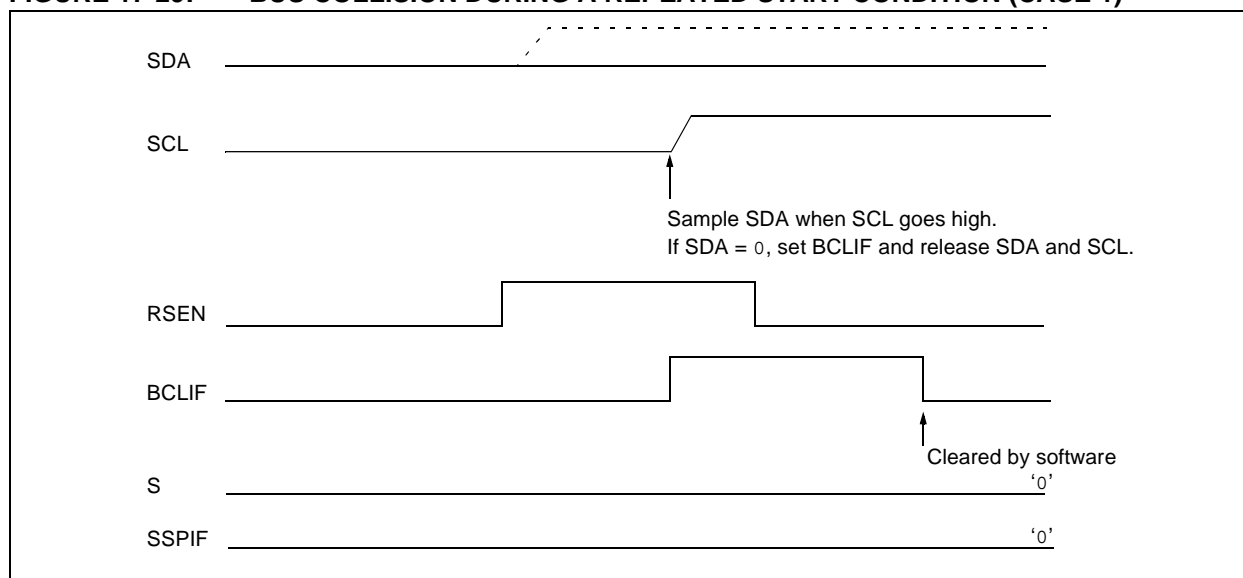 SDA
SCL
Sample SDA when SCL goes high.
If SDA = 0, set BCLIF and release SDA and SCL.
RSEN
BCLIF
Cleared by software
S
‘0’
SSPIF
‘0’